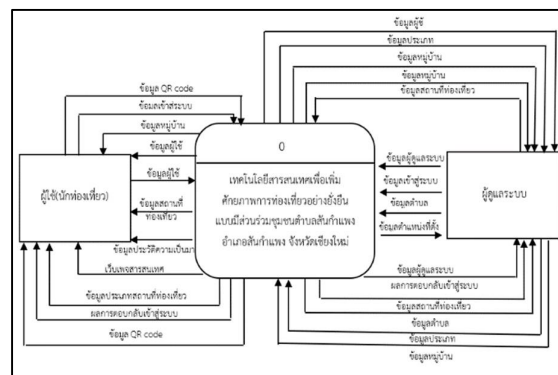 ข้อมูลผู้ใช้
ข้อมูลประเภท
ข้อมูลหมู่บ้าน
ข้อมูลหมู่บ้าน
ข้อมูลสถานที่ท่องเที่ยว
ข้อมูล QR code
ข้อมูลเข้าสู่ระบบ
ข้อมูลหมู่บ้าน
ข้อมูลผู้ใช้
ข้อมูลผู้ใช้
ข้อมูลสถานที่
ท่องเที่ยว
ข้อมูลประวัติความเป็นมา
เว็บเพจสารสนเทศ
ข้อมูลประเภทสถานที่ท่องเที่ยว
ผลการตอบกลับเข้าสู่ระบบ
ข้อมูล QR code
ผู้ใช้(นักท่องเที่ยว)
0
เทคโนโลยีสารสนเทศเพื่อเพิ่ม
ศักยภาพการท่องเที่ยวอย่างยั่งยืน
แบบมีส่วนร่วมชุมชนตำบลสันกำแพง
อำเภอสันกำแพง จังหวัดเชียงใหม่
ข้อมูลผู้ดูแลระบบ
ข้อมูลเข้าสู่ระบบ
ข้อมูลตำบล
ข้อมูลตำแหน่งที่ตั้ง
ผู้ดูแลระบบ
ข้อมูลผู้ดูแลระบบ
ผลการตอบกลับเข้าสู่ระบบ
ข้อมูลสถานที่ท่องเที่ยว
ข้อมูลตำบล
ข้อมูลประเภท
ข้อมูลหมู่บ้าน